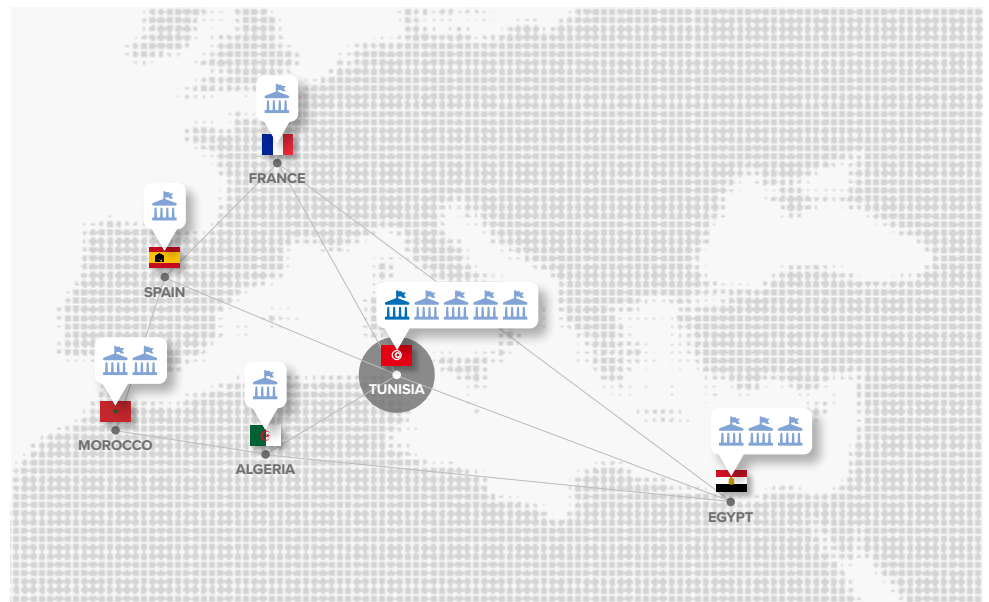 FRANCE
SPAIN
TUNISIA
MOROCCO
ALGERIA
EGYPT